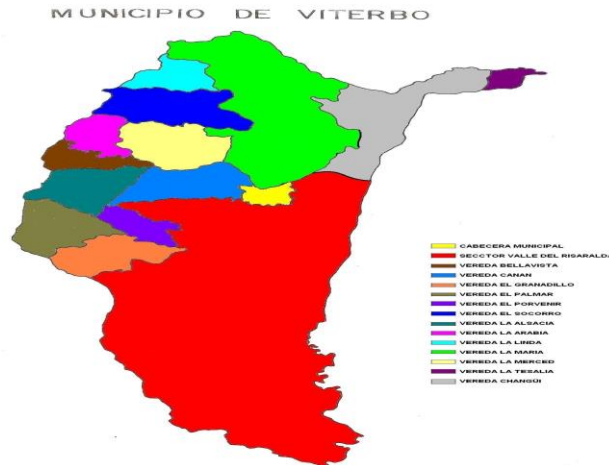 MUNICIPIO DE VITERBO
CABECERA MUNICIPAL
SECCTOR VALLE DEL RISARALDA
VEREDA BELLAVISTA
VEREDA CANAN
VEREDA EL GRANADILLO
VEREDA EL PALMAR
VEREDA EL PORVENIR
VEREDA EL SOCORRO
VEREDA LA ALSACIA
VEREDA LA ARABIA
VEREDA LA LINDA
VEREDA LA MARIA
VEREDA LA MERCED
VEREDA LA TESALIA
VEREDA CHANGÜI